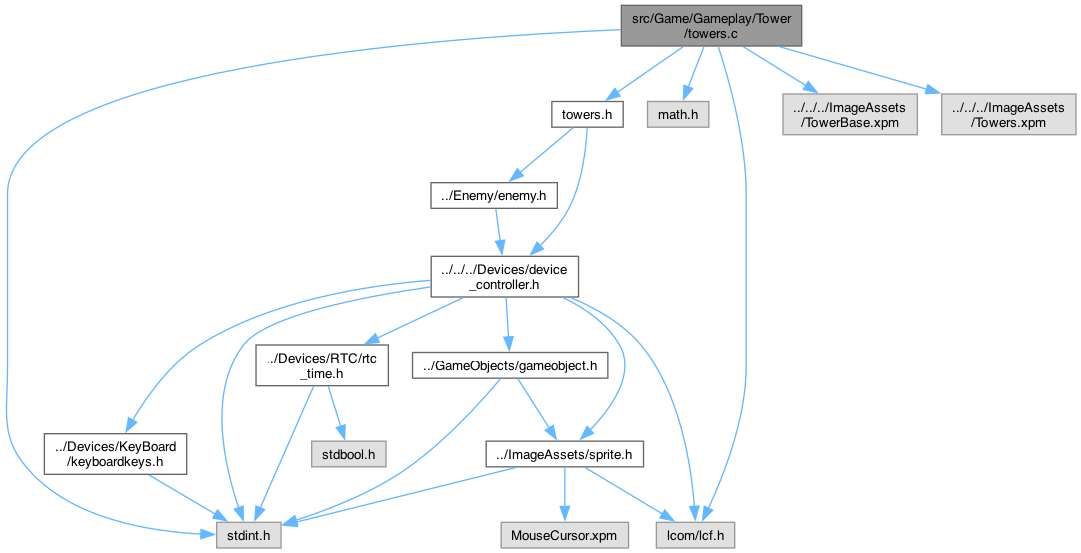 src/Game/Gameplay/Tower
/towers.c
towers.h
math.h
../../../ImageAssets
/TowerBase.xpm
../../../ImageAssets
/Towers.xpm
../Enemy/enemy.h
../../../Devices/device
_controller.h
../Devices/RTC/rtc
_time.h
../GameObjects/gameobject.h
../Devices/KeyBoard
/keyboardkeys.h
stdbool.h
../ImageAssets/sprite.h
stdint.h
MouseCursor.xpm
lcom/lcf.h